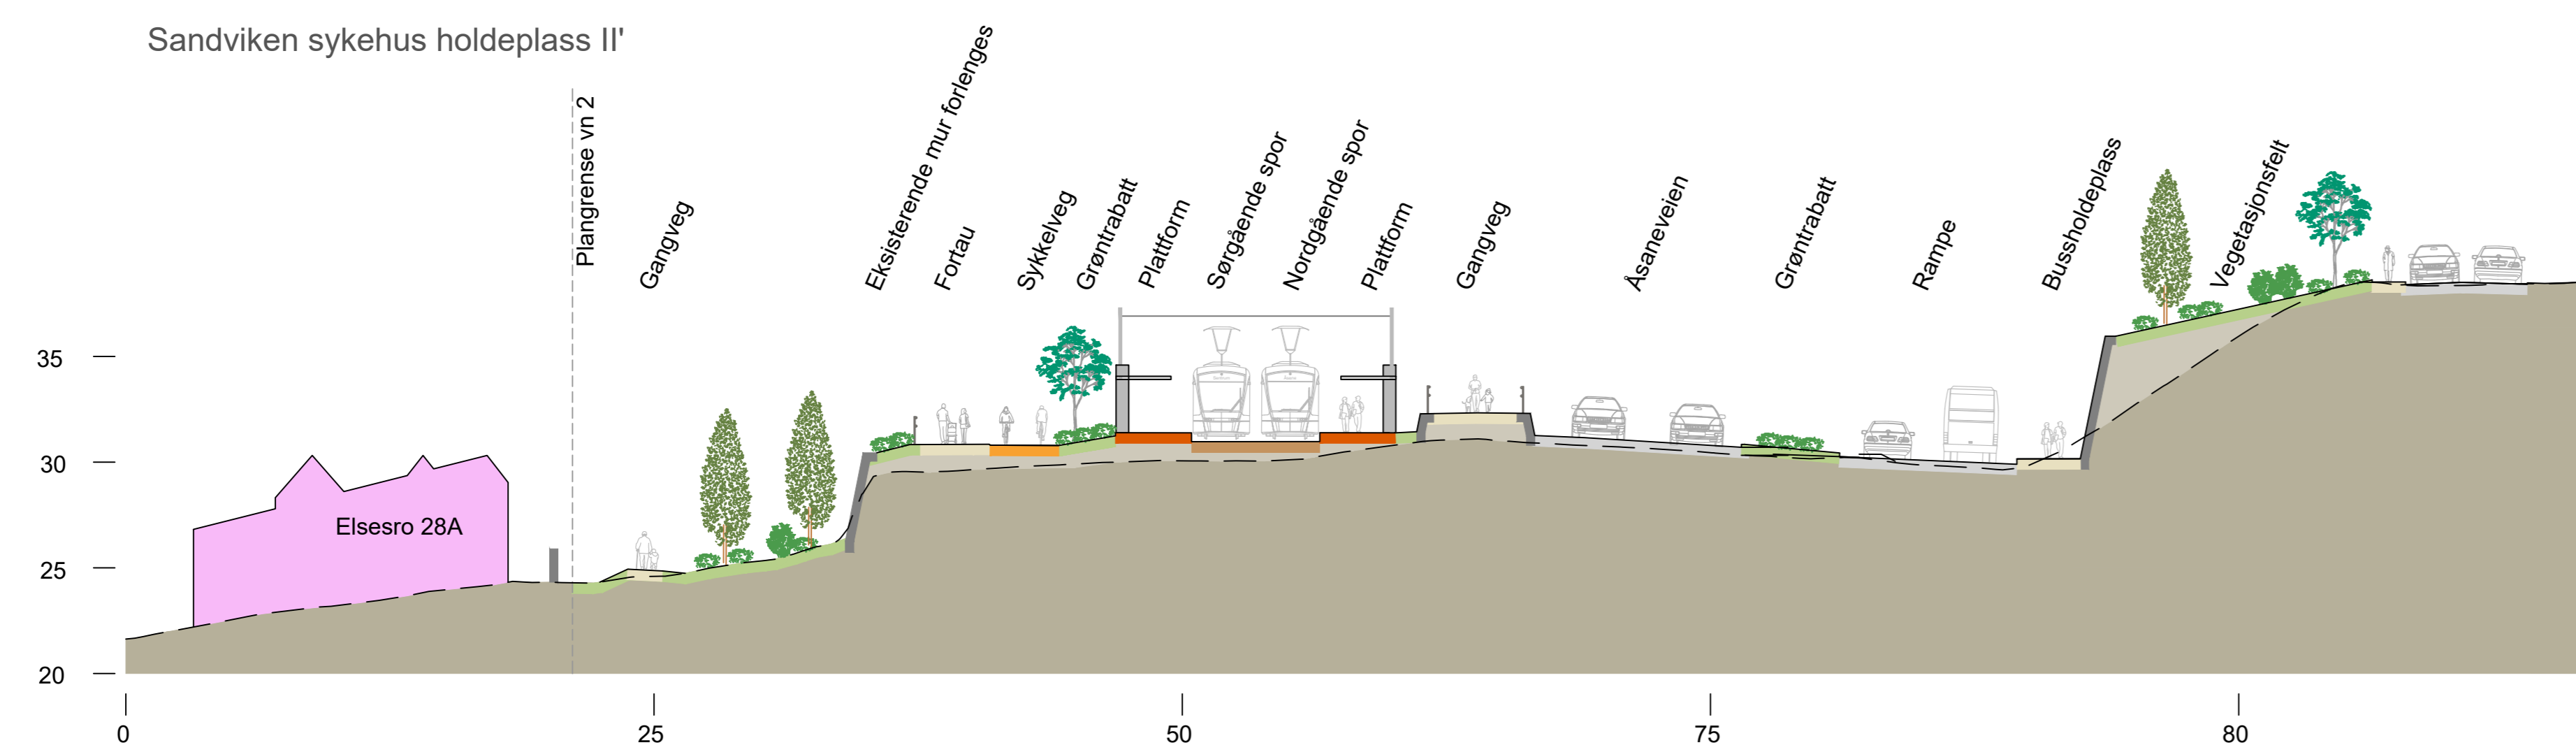 Sandviken sykehus holdeplass II'
Plangrense vn 2
Gangveg
Eksisterende mur forlenges
Fortau
Sykkelveg
Grøntrabatt
Plattform
Sørgående spor
Nordgående spor
Plattform
Gangveg
Åsaneveien
Grøntrabatt
Rampe
Bussholdeplass
Vegetasjonsfelt
Elsesro 28A
35
30
25
20
0 25 50 75 80